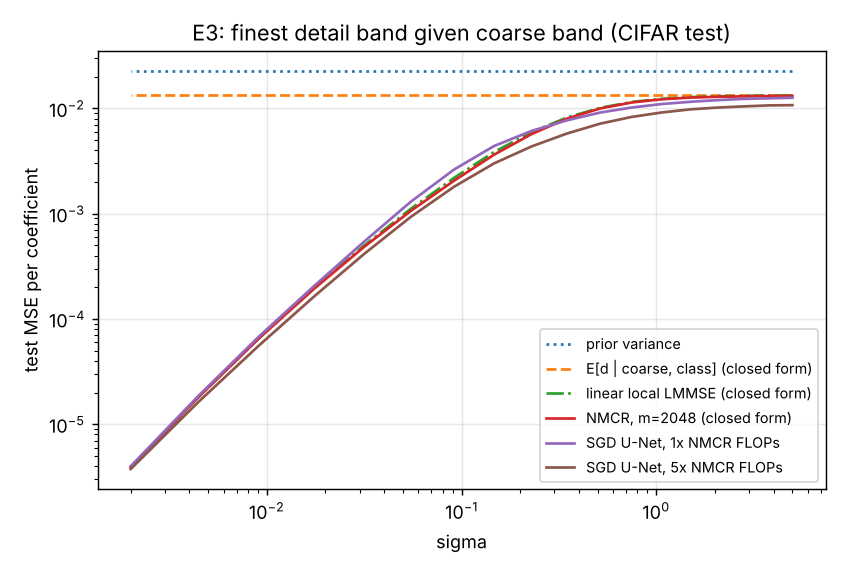 E3: finest detail band given coarse band (CIFAR test)
test MSE per coefficient
10⁻²
10⁻³
10⁻⁴
10⁻⁵
prior variance
E[d | coarse, class] (closed form)
linear local LMMSE (closed form)
NMCR, m=2048 (closed form)
SGD U-Net, 1x NMCR FLOPs
SGD U-Net, 5x NMCR FLOPs
10⁻² 10⁻¹ 10⁰
sigma